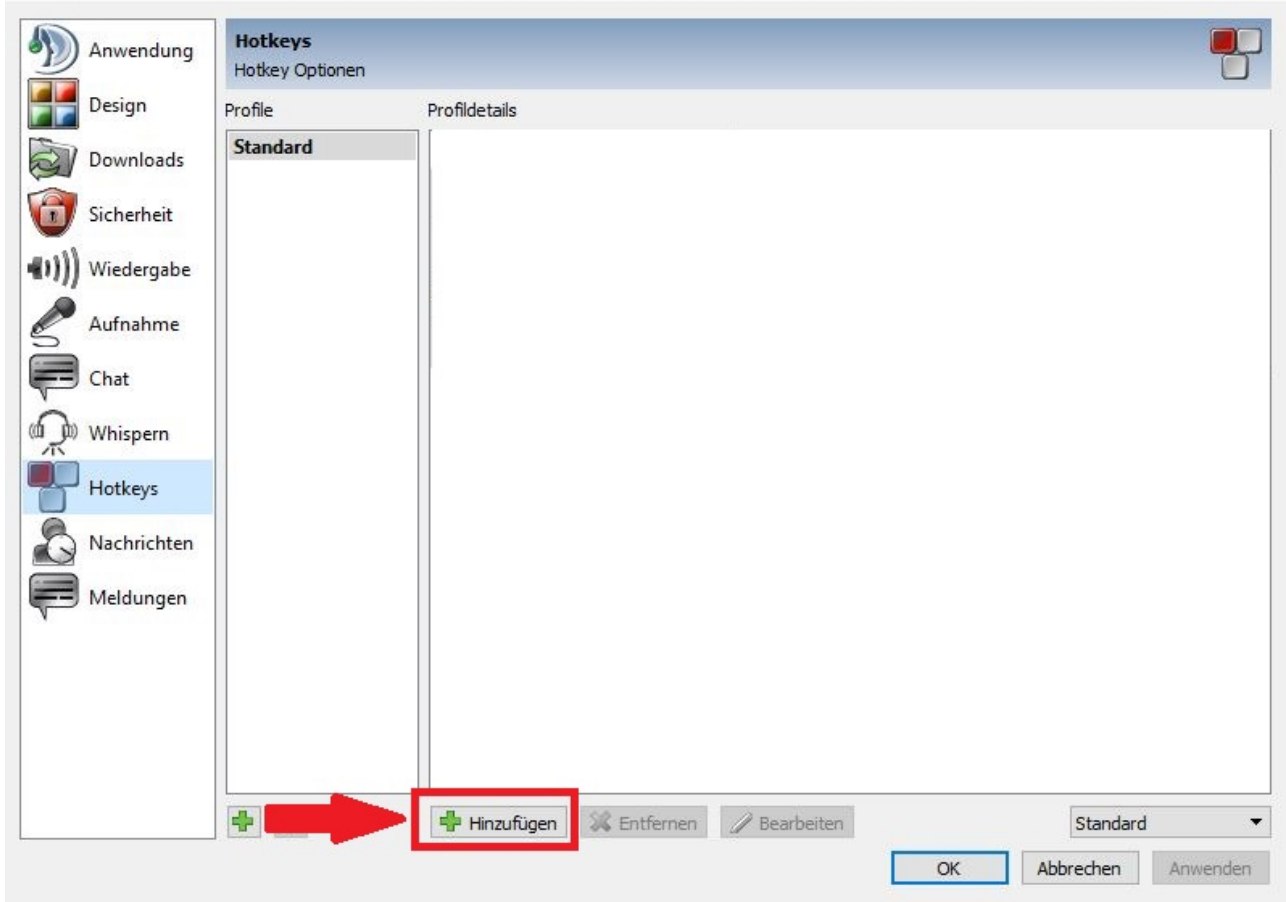 Anwendung
Design
Downloads
Sicherheit
Wiedergabe
Aufnahme
Chat
Whispern
Hotkeys
Nachrichten
Meldungen
Hotkeys
Hotkey Optionen
Profile
Profildetails
Standard
Hinzufügen
Entfernen
Bearbeiten
Standard
OK
Abbrechen
Anwenden